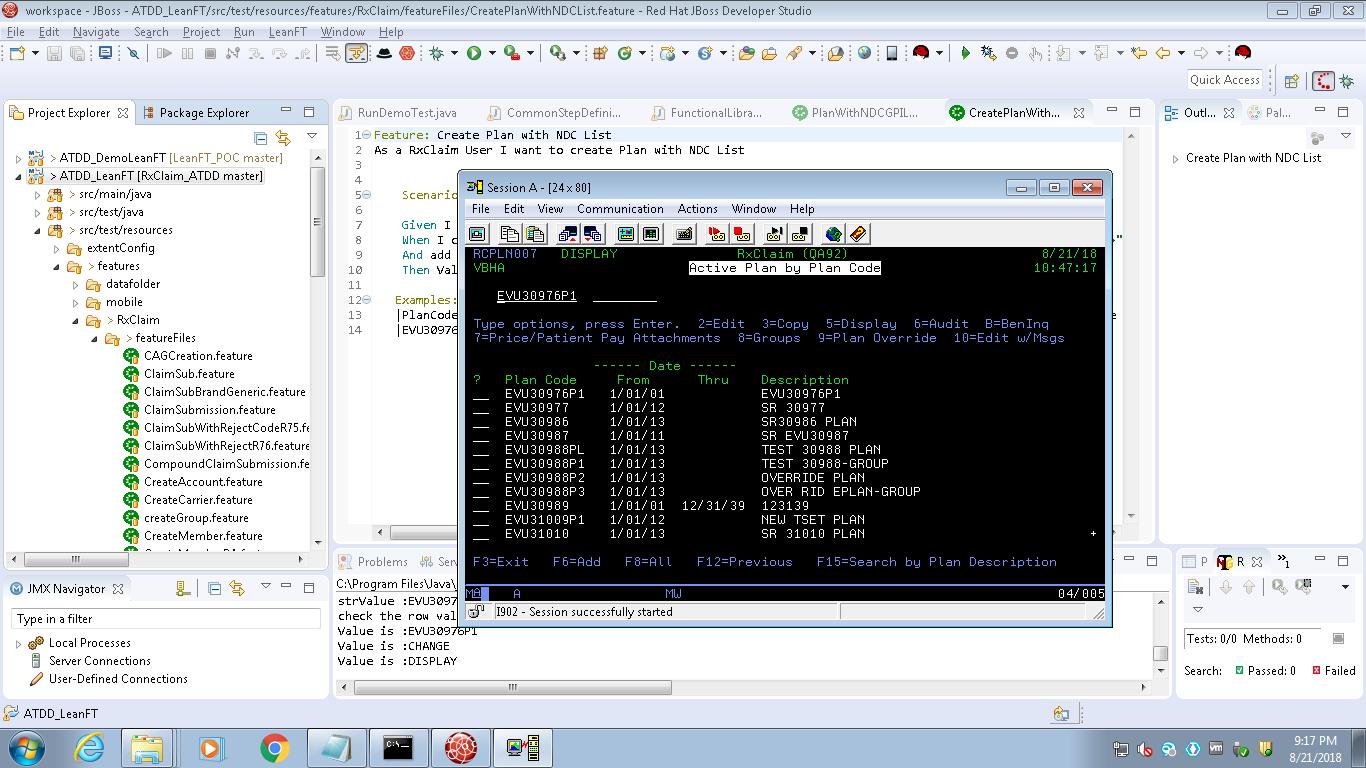 workspace - JBoss - ATDD_LeanFT/src/test/resources/features/RxClaim/featureFiles/CreatePlanWithNDCList.feature - Red Hat JBoss Developer Studio
File Edit Navigate Search Project Run LeanFT Window Help
Quick Access
Project Explorer
Package Explorer
> ATDD_DemoLeanFT [LeanFT_POC master]
> ATDD_LeanFT [RxClaim_ATDD master]
> src/main/java
> src/test/java
> src/test/resources
extentConfig
> features
datafolder
mobile
> RxClaim
> featureFiles
CAGCreation.feature
ClaimSub.feature
ClaimSubBrandGeneric.feature
ClaimSubmission.feature
ClaimSubWithRejectCodeR75.feature
ClaimSubWithRejectR76.feature
CompoundClaimSubmission.fe
CreateAccount.feature
CreateCarrier.feature
createGroup.feature
CreateMember.feature
JMX Navigator
Type in a filter
Local Processes
Server Connections
User-Defined Connections
RunDemoTest.java
CommonStepDefini...
FunctionalLibra...
PlanWithNDCGPIL...
CreatePlanWith...
1 Feature: Create Plan with NDC List
2 As a RxClaim User I want to create Plan with NDC List
3
4
5 Scenario
6
7 Given I
8 When I c
9 And add
10 Then Val
11
12 Examples:
13 |PlanCode
14 |EVU30976
Session A - [24 x 80]
File Edit View Communication Actions Window Help
RCPLN007 DISPLAY RxClaim (QA92) 8/21/18
VBHA Active Plan by Plan Code 10:47:17
EVU30976P1
Type options, press Enter. 2=Edit 3=Copy 5=Display 6=Audit B=BenInq
7=Price/Patient Pay Attachments 8=Groups 9=Plan Override 10=Edit w/Msgs
------ Date ------
? Plan Code From Thru Description
EVU30976P1 1/01/01 EVU30976P1
EVU30977 1/01/12 SR 30977
EVU30986 1/01/13 SR30986 PLAN
EVU30987 1/01/11 SR EVU30987
EVU30988PL 1/01/13 TEST 30988 PLAN
EVU30988P1 1/01/13 TEST 30988-GROUP
EVU30988P2 1/01/13 OVERRIDE PLAN
EVU30988P3 1/01/13 OVER RID EPLAN-GROUP
EVU30989 1/01/01 12/31/39 123139
EVU31009P1 1/01/12 NEW TSET PLAN
EVU31010 1/01/13 SR 31010 PLAN +
F3=Exit F6=Add F8=All F12=Previous F15=Search by Plan Description
MA A MW 04/005
I902 - Session successfully started
Problems
C:\Program Files\Java\
strValue :EVU3097
check the row val
Value is :EVU30976P1
Value is :CHANGE
Value is :DISPLAY
Outl...
Pal...
Create Plan with NDC List
P
R
Tests: 0/0 Methods: 0
Search: Passed: 0 Failed
ATDD_LeanFT
9:17 PM
8/21/2018